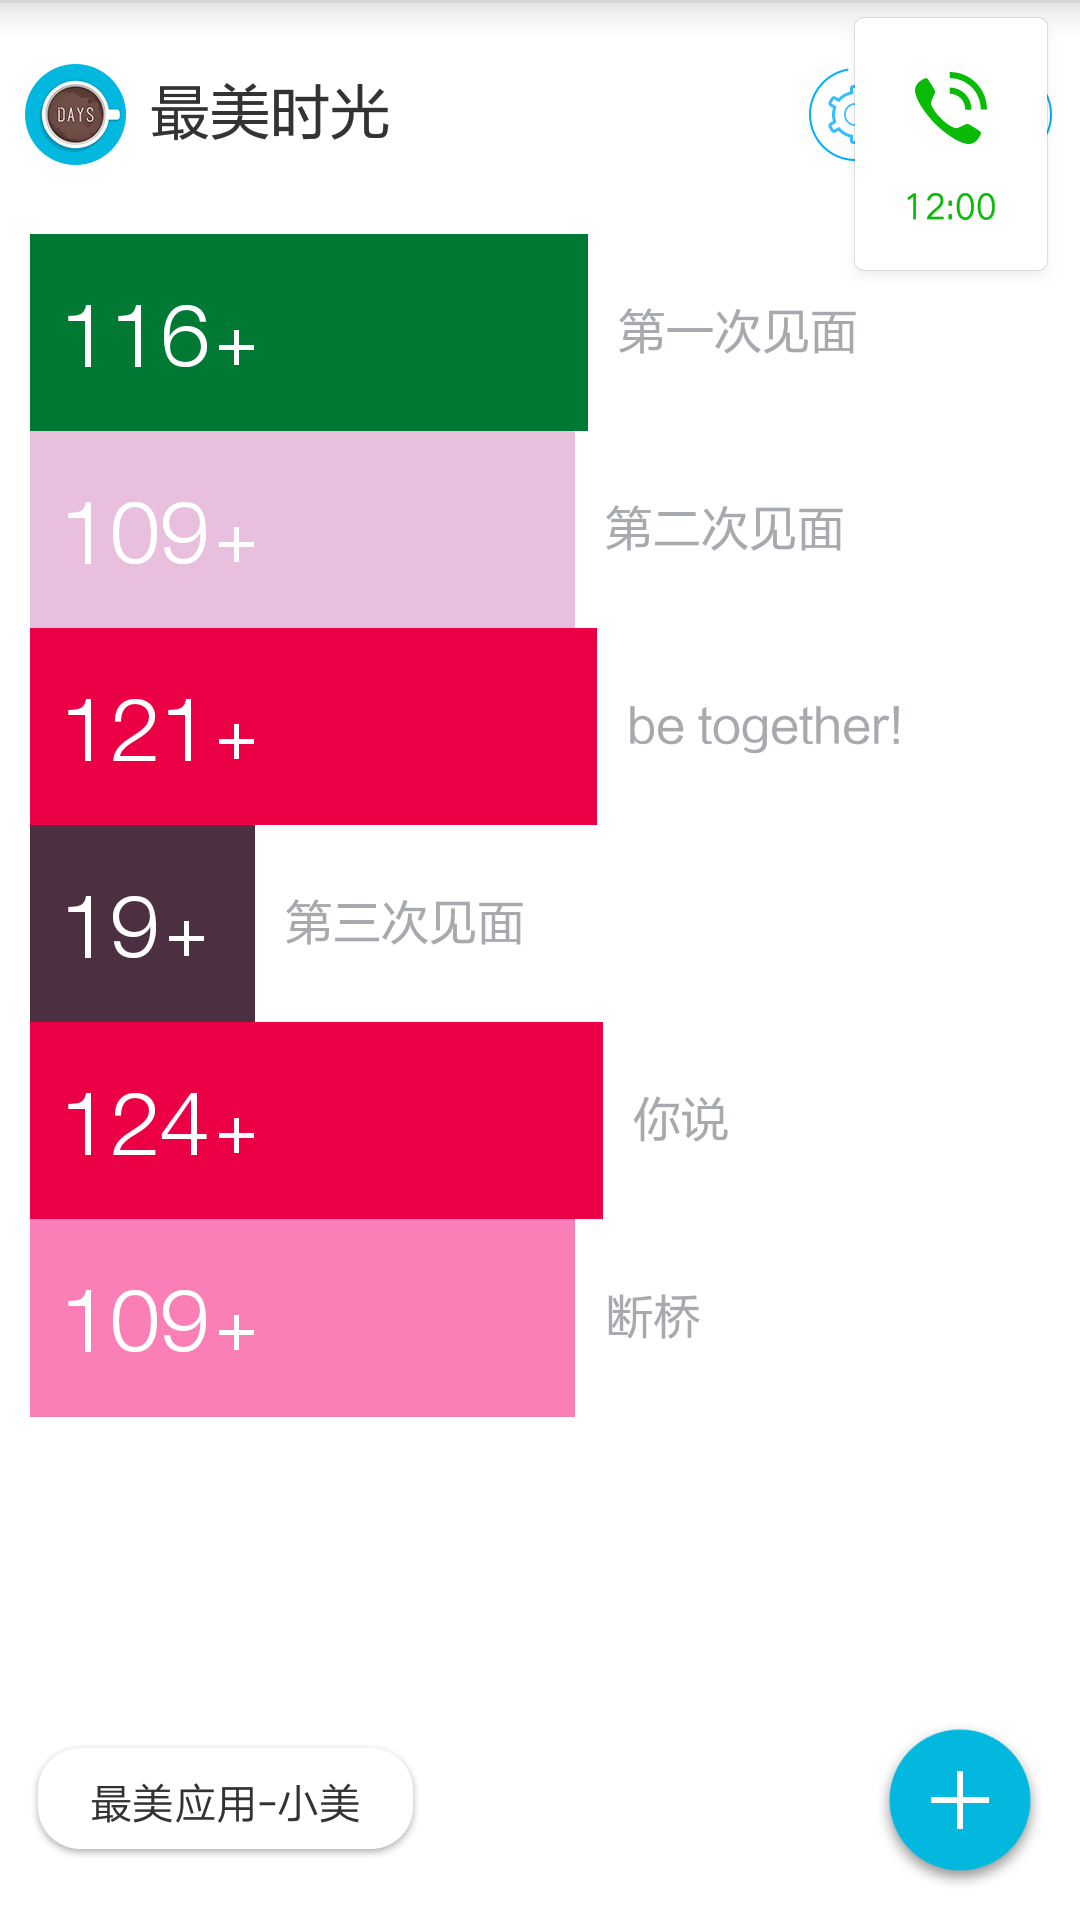 DAYS
最美时光
12:00
116+
第一次见面
109+
第二次见面
121+
be together!
19+
第三次见面
124+
你说
109+
断桥
最美应用-小美